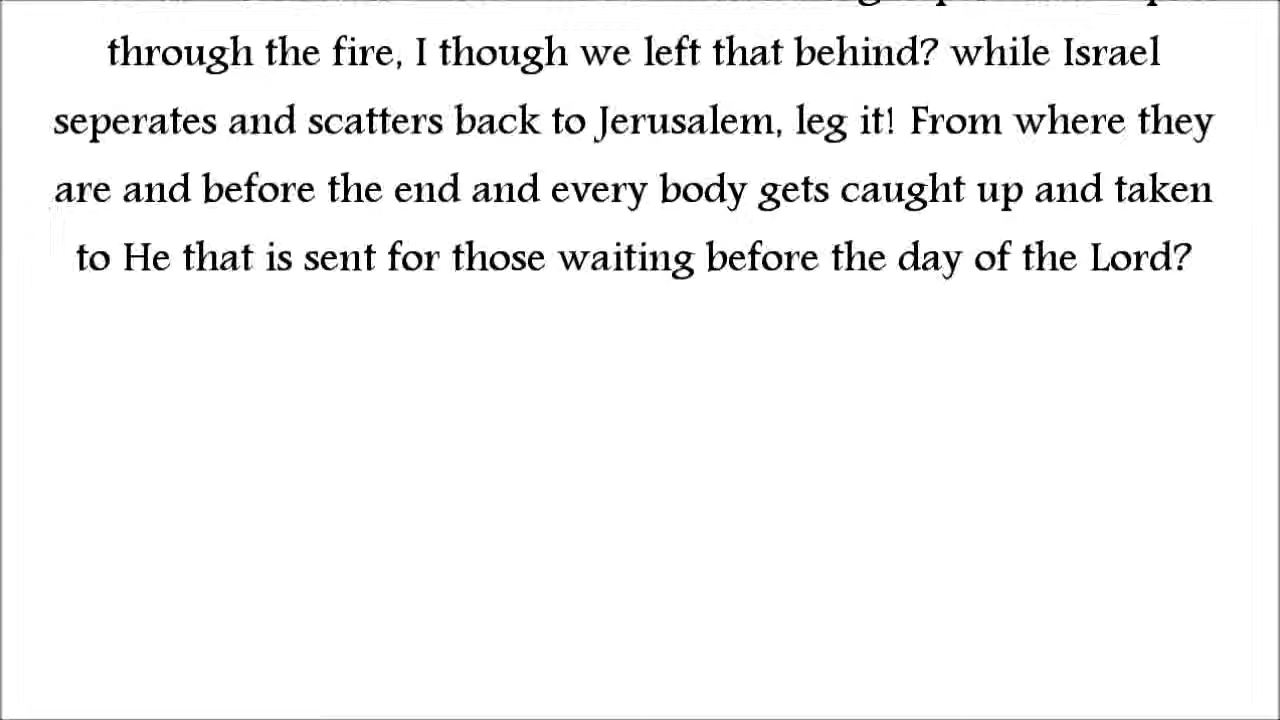 through the fire, I though we left that behind? while Israel
seperates and scatters back to Jerusalem, leg it! From where they
are and before the end and every body gets caught up and taken
to He that is sent for those waiting before the day of the Lord?